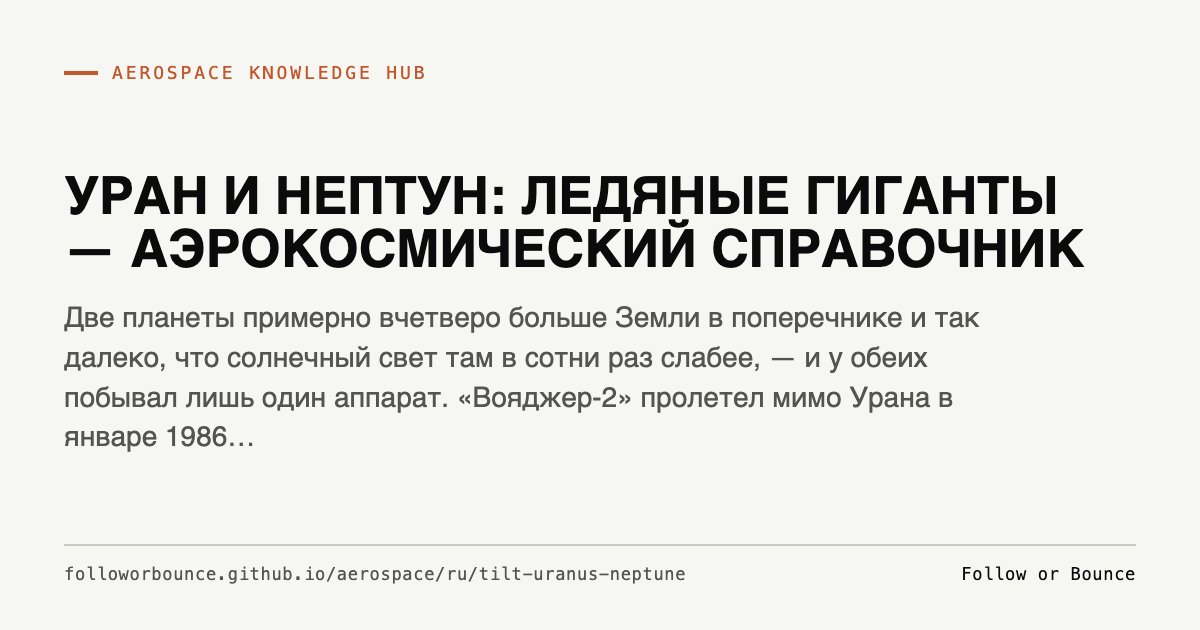 AEROSPACE KNOWLEDGE HUB
УРАН И НЕПТУН: ЛЕДЯНЫЕ ГИГАНТЫ
— АЭРОКОСМИЧЕСКИЙ СПРАВОЧНИК
Две планеты примерно вчетверо больше Земли в поперечнике и так
далеко, что солнечный свет там в сотни раз слабее, — и у обеих
побывал лишь один аппарат. «Вояджер-2» пролетел мимо Урана в
январе 1986…
followorbounce.github.io/aerospace/ru/tilt-uranus-neptune
Follow or Bounce